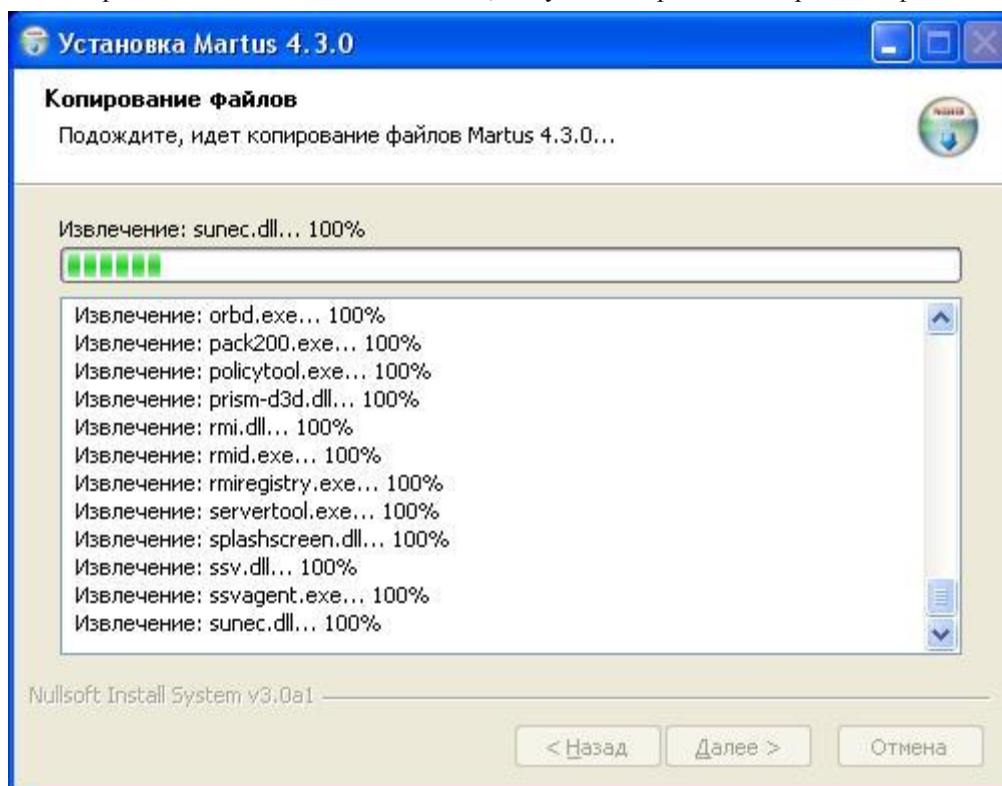 Установка Martus 4.3.0
Копирование файлов
Подождите, идет копирование файлов Martus 4.3.0...
Извлечение: sunec.dll... 100%
Извлечение: orbd.exe... 100%
Извлечение: pack200.exe... 100%
Извлечение: policytool.exe... 100%
Извлечение: prism-d3d.dll... 100%
Извлечение: rmi.dll... 100%
Извлечение: rmid.exe... 100%
Извлечение: rmiregistry.exe... 100%
Извлечение: servertool.exe... 100%
Извлечение: splashscreen.dll... 100%
Извлечение: ssv.dll... 100%
Извлечение: ssvagent.exe... 100%
Извлечение: sunec.dll... 100%
Nullsoft Install System v3.0a1
< Назад Далее > Отмена